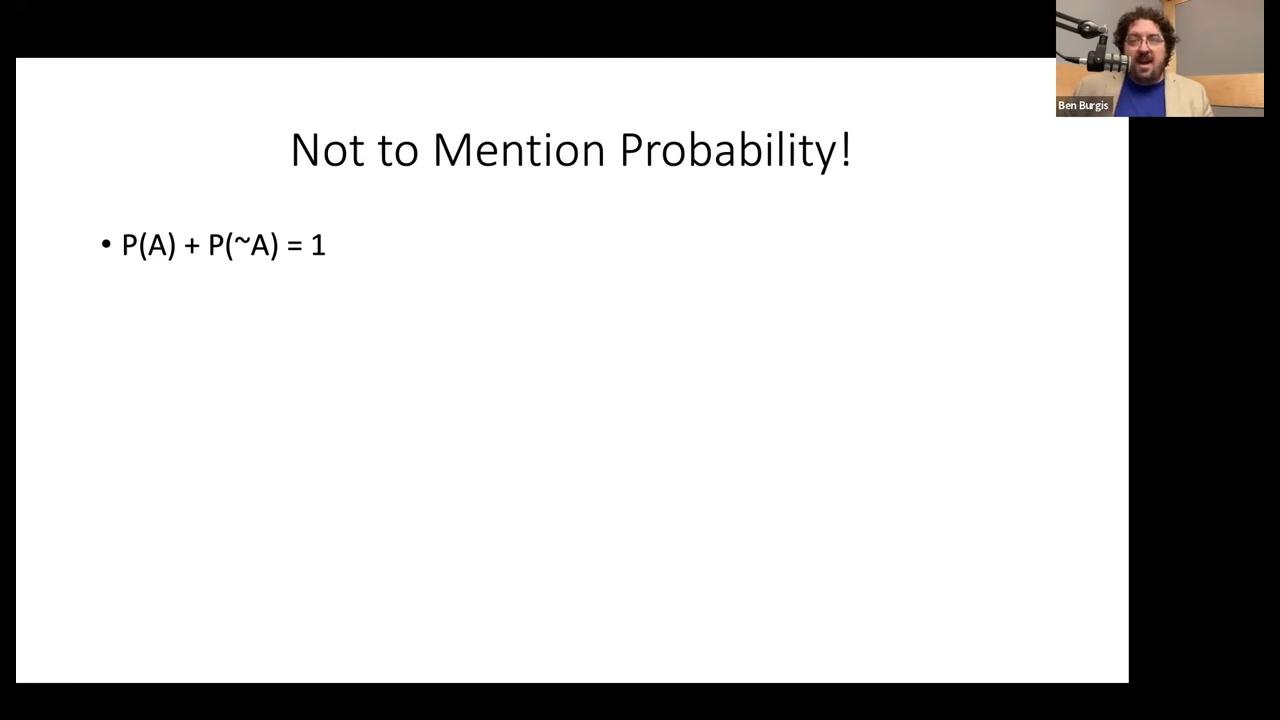 Ben Burgis
Not to Mention Probability!
• P(A) + P(~A) = 1